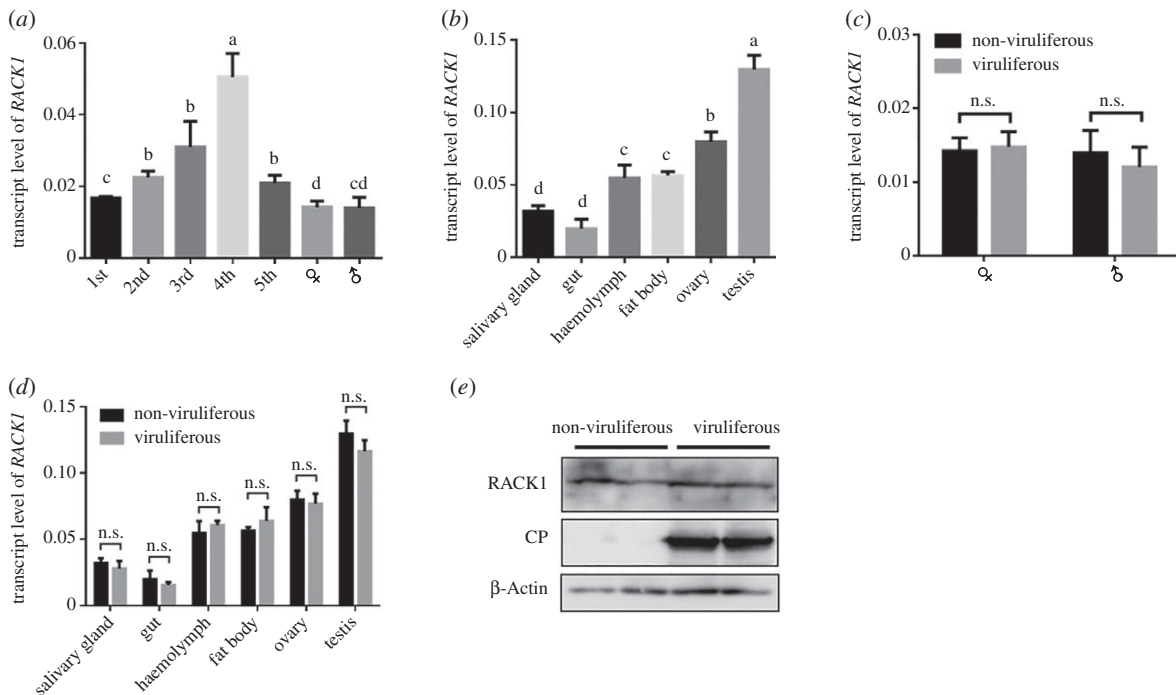 (a)
transcript level of RACK1
0.06
0.04
0.02
0
c
b
b
a
b
d
cd
1st
2nd
3rd
4th
5th
♀
♂
(b)
transcript level of RACK1
0.15
0.10
0.05
0
d
d
c
c
b
a
salivary gland
gut
haemolymph
fat body
ovary
testis
(c)
non-viruliferous
viruliferous
transcript level of RACK1
0.03
0.02
0.01
0
n.s.
n.s.
♀
♂
(d)
non-viruliferous
viruliferous
transcript level of RACK1
0.15
0.10
0.05
0
n.s.
n.s.
n.s.
n.s.
n.s.
n.s.
salivary gland
gut
haemolymph
fat body
ovary
testis
(e)
non-viruliferous viruliferous
RACK1
CP
β-Actin